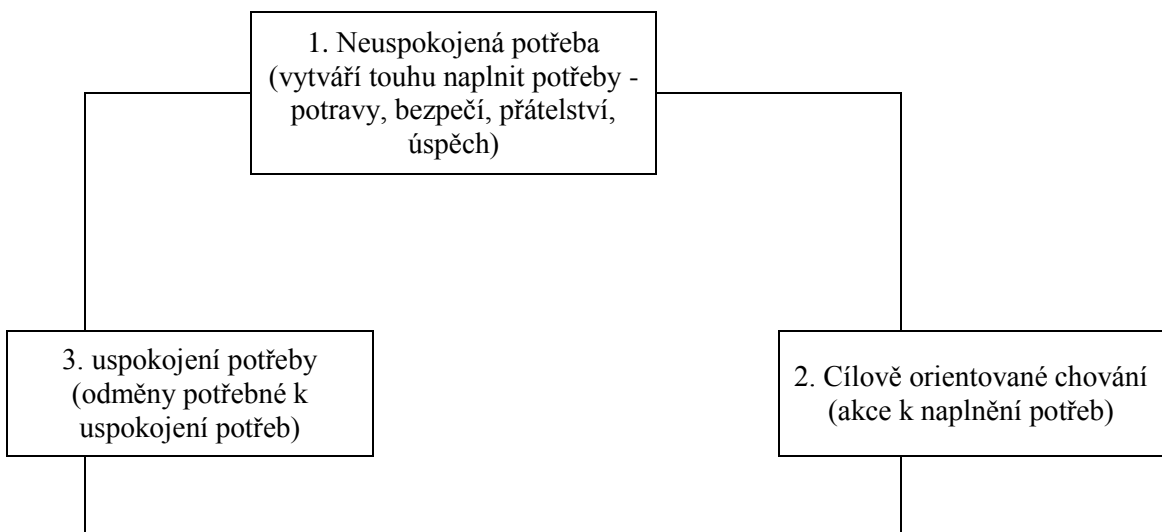 1. Neuspokojená potřeba
(vytváří touhu naplnit potřeby -
potravy, bezpečí, přátelství,
úspěch)
3. uspokojení potřeby
(odměny potřebné k
uspokojení potřeb)
2. Cílově orientované chování
(akce k naplnění potřeb)